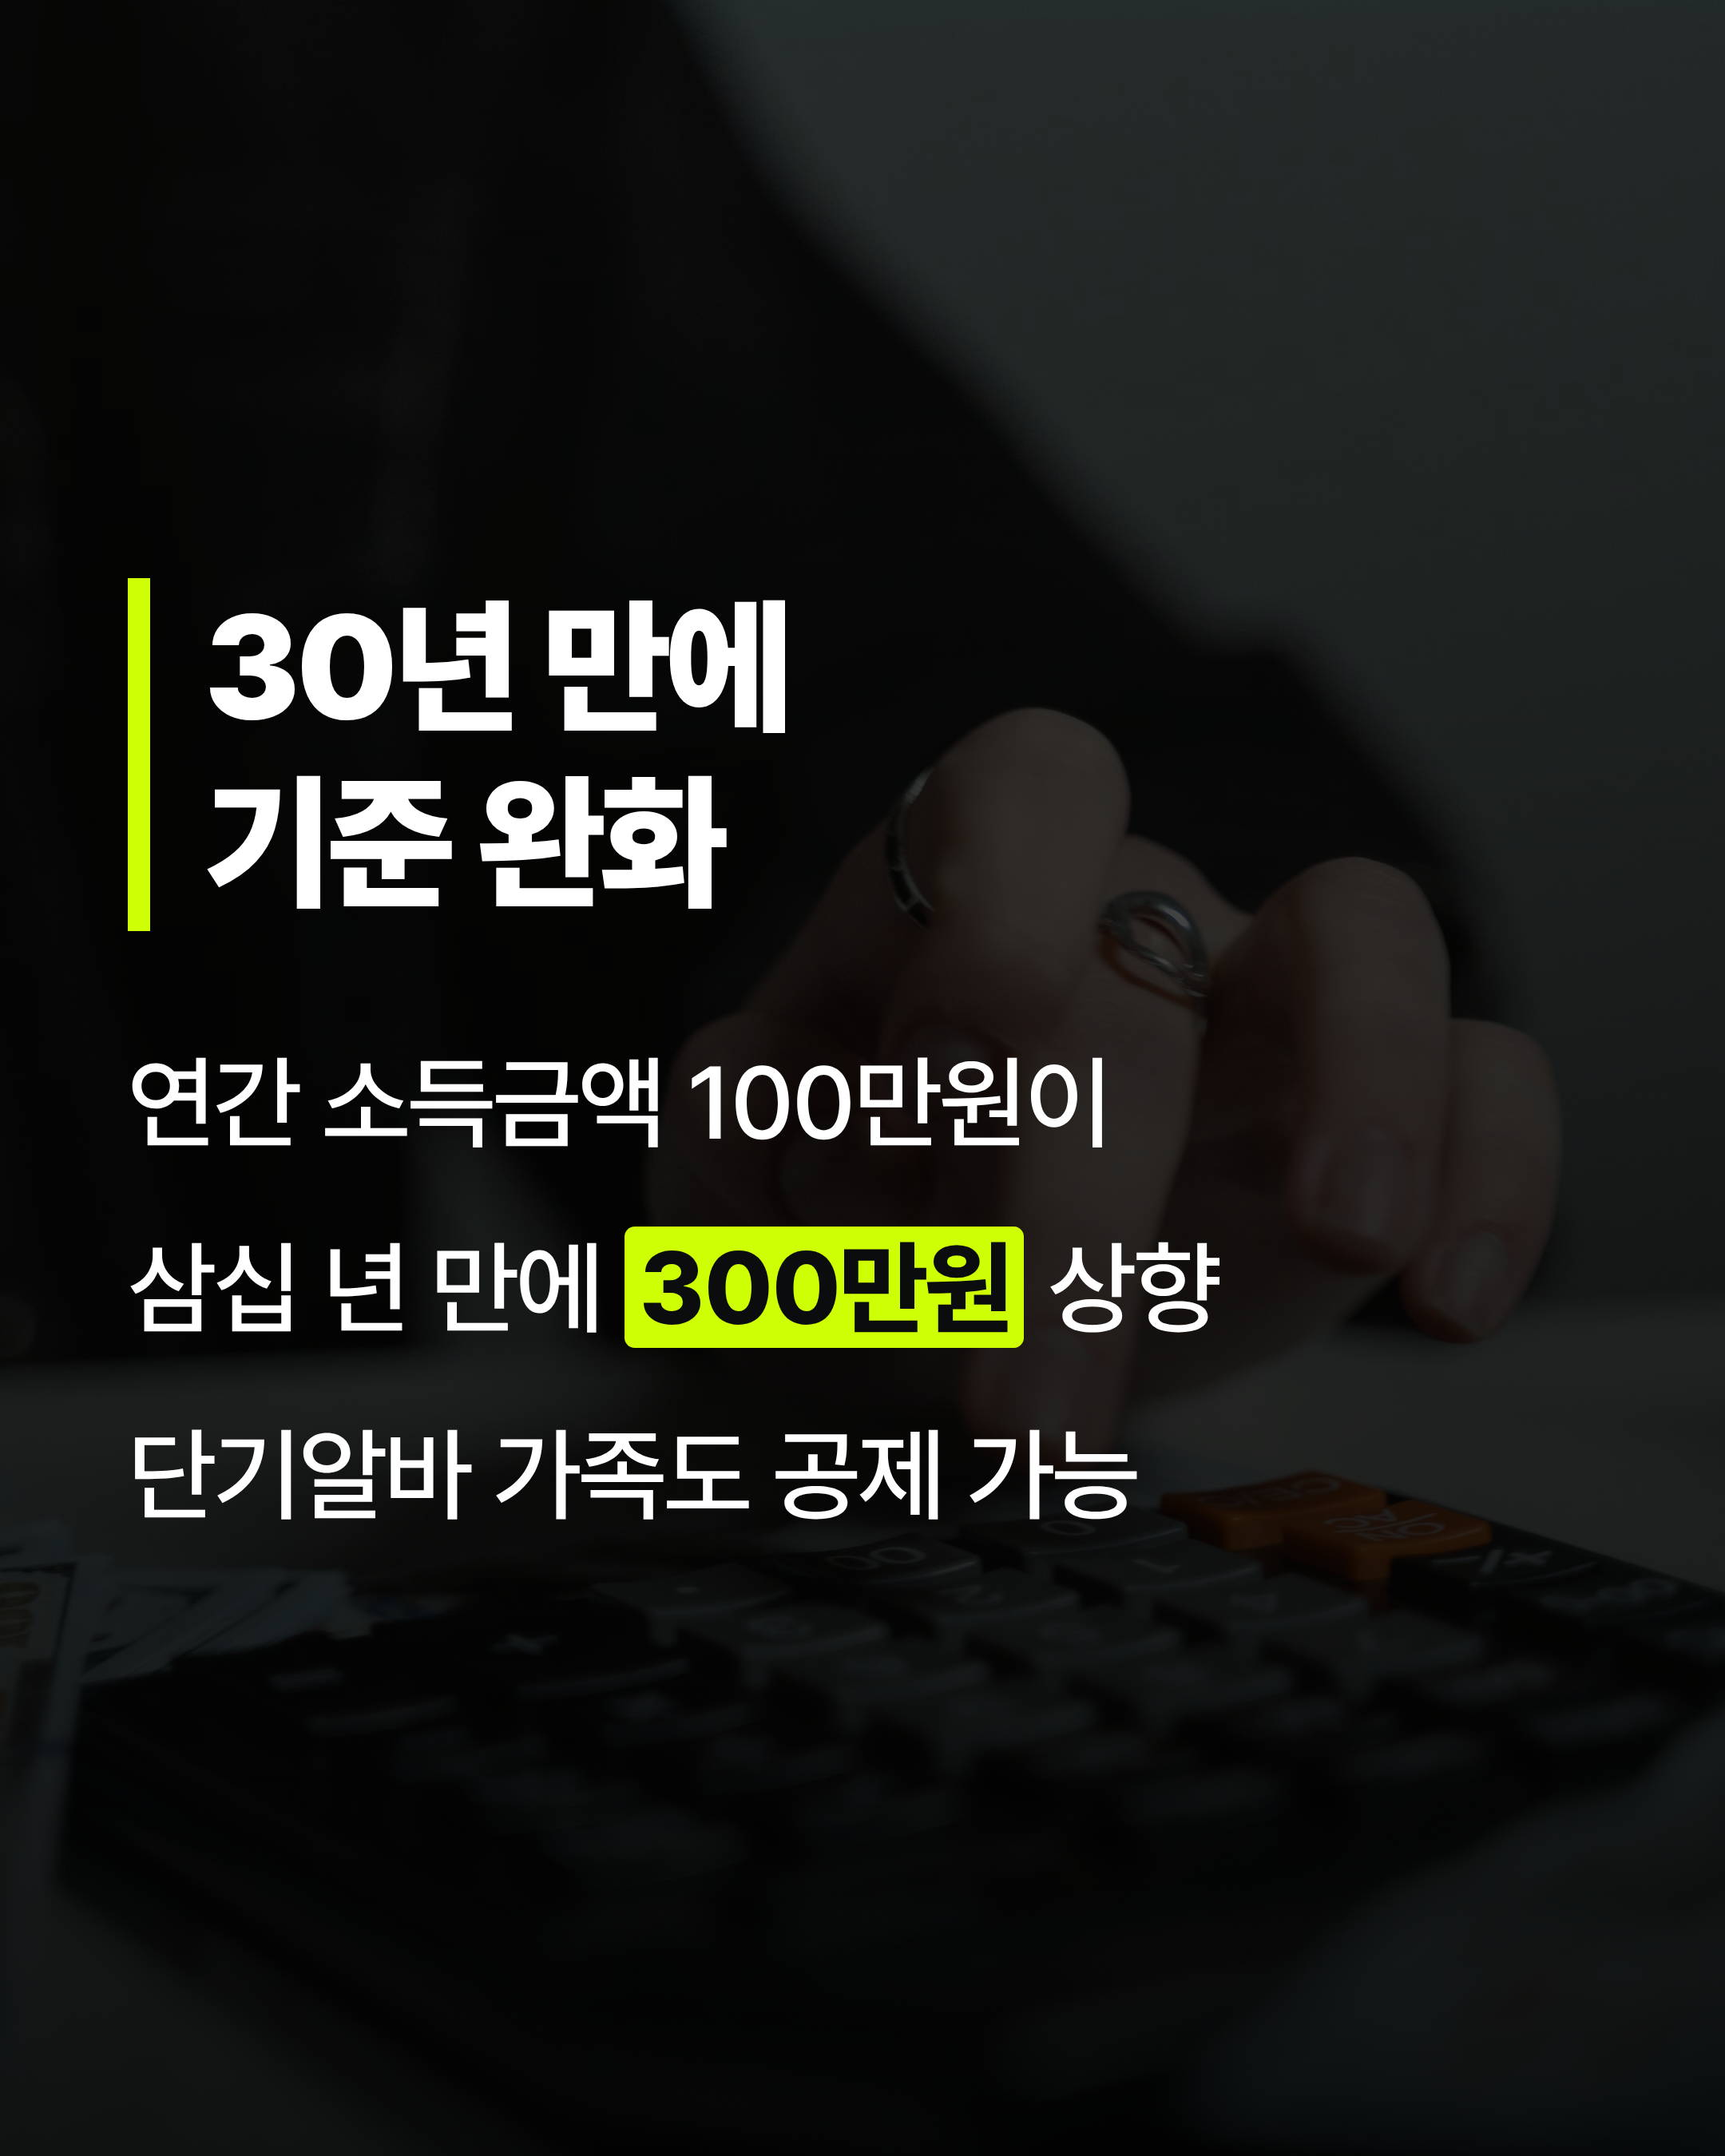 30년 만에
기준 완화
연간 소득금액 100만원이
삼십 년 만에 300만원 상향
단기알바 가족도 공제 가능